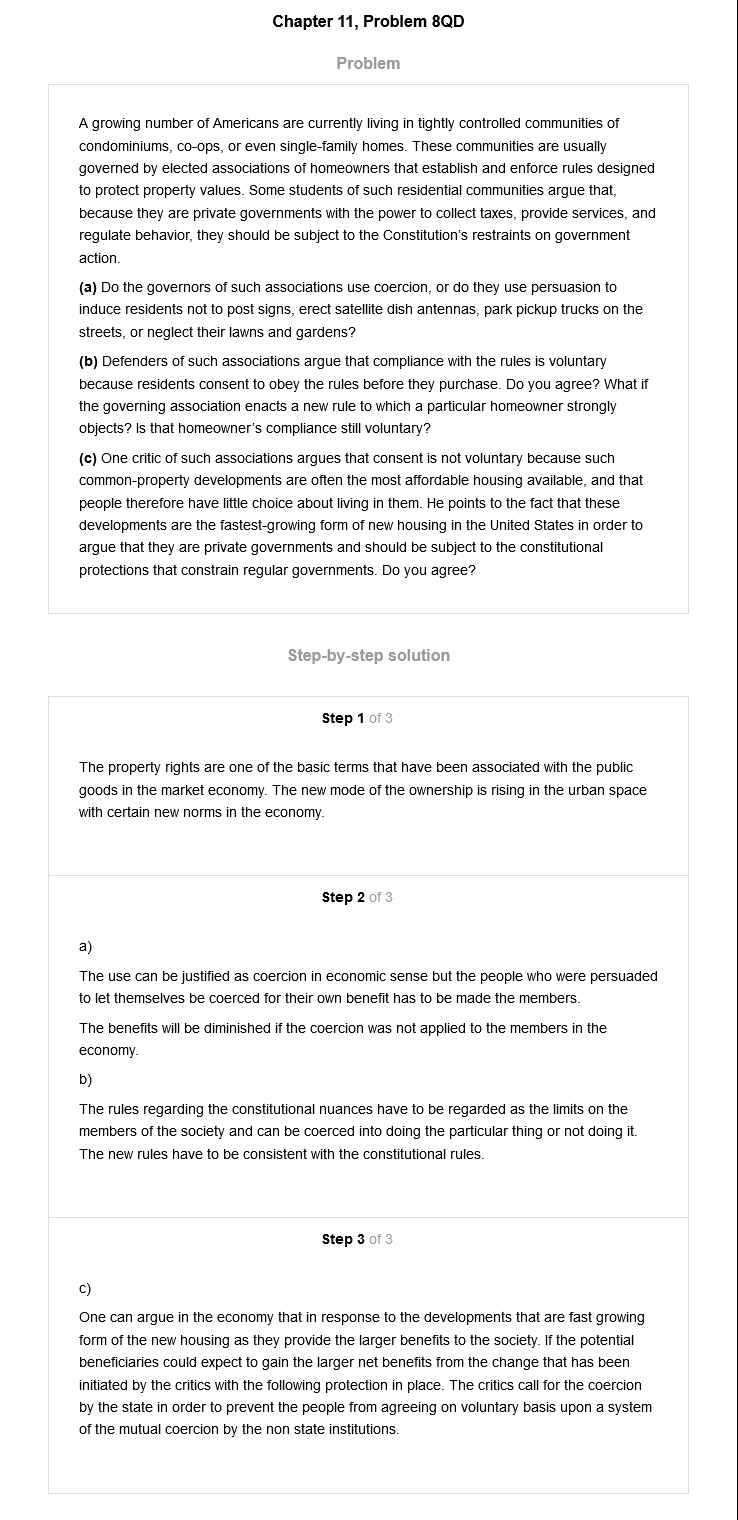 Chapter 11, Problem 8QD
Problem
A growing number of Americans are currently living in tightly controlled communities of
condominiums, co-ops, or even single-family homes. These communities are usually
governed by elected associations of homeowners that establish and enforce rules designed
to protect property values. Some students of such residential communities argue that,
because they are private governments with the power to collect taxes, provide services, and
regulate behavior, they should be subject to the Constitution's restraints on government
action.
(a) Do the governors of such associations use coercion, or do they use persuasion to
induce residents not to post signs, erect satellite dish antennas, park pickup trucks on the
streets, or neglect their lawns and gardens?
(b) Defenders of such associations argue that compliance with the rules is voluntary
because residents consent to obey the rules before they purchase. Do you agree? What if
the governing association enacts a new rule to which a particular homeowner strongly
objects? Is that homeowner's compliance still voluntary?
(c) One critic of such associations argues that consent is not voluntary because such
common-property developments are often the most affordable housing available, and that
people therefore have little choice about living in them. He points to the fact that these
developments are the fastest-growing form of new housing in the United States in order to
argue that they are private governments and should be subject to the constitutional
protections that constrain regular governments. Do you agree?
Step-by-step solution
Step 1 of 3
The property rights are one of the basic terms that have been associated with the public
goods in the market economy. The new mode of the ownership is rising in the urban space
with certain new norms in the economy.
Step 2 of 3
a)
The use can be justified as coercion in economic sense but the people who were persuaded
to let themselves be coerced for their own benefit has to be made the members.
The benefits will be diminished if the coercion was not applied to the members in the
economy.
b)
The rules regarding the constitutional nuances have to be regarded as the limits on the
members of the society and can be coerced into doing the particular thing or not doing it.
The new rules have to be consistent with the constitutional rules.
Step 3 of 3
c)
One can argue in the economy that in response to the developments that are fast growing
form of the new housing as they provide the larger benefits to the society. If the potential
beneficiaries could expect to gain the larger net benefits from the change that has been
initiated by the critics with the following protection in place. The critics call for the coercion
by the state in order to prevent the people from agreeing on voluntary basis upon a system
of the mutual coercion by the non state institutions.